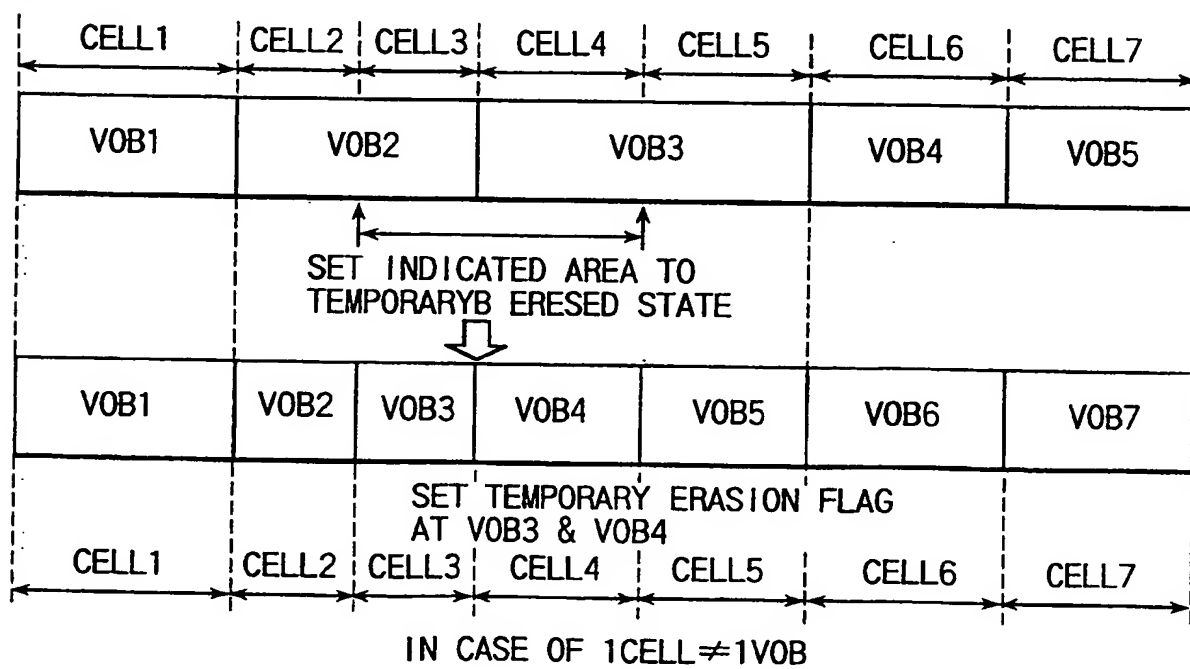 CELL1 CELL2 CELL3 CELL4 CELL5 CELL6 CELL7
VOB1 VOB2 VOB3 VOB4 VOB5
SET INDICATED AREA TO
TEMPORARYB ERESED STATE
VOB1 VOB2 VOB3 VOB4 VOB5 VOB6 VOB7
SET TEMPORARY ERASION FLAG
AT VOB3 & VOB4
CELL1 CELL2 CELL3 CELL4 CELL5 CELL6 CELL7
IN CASE OF 1CELL≠1VOB